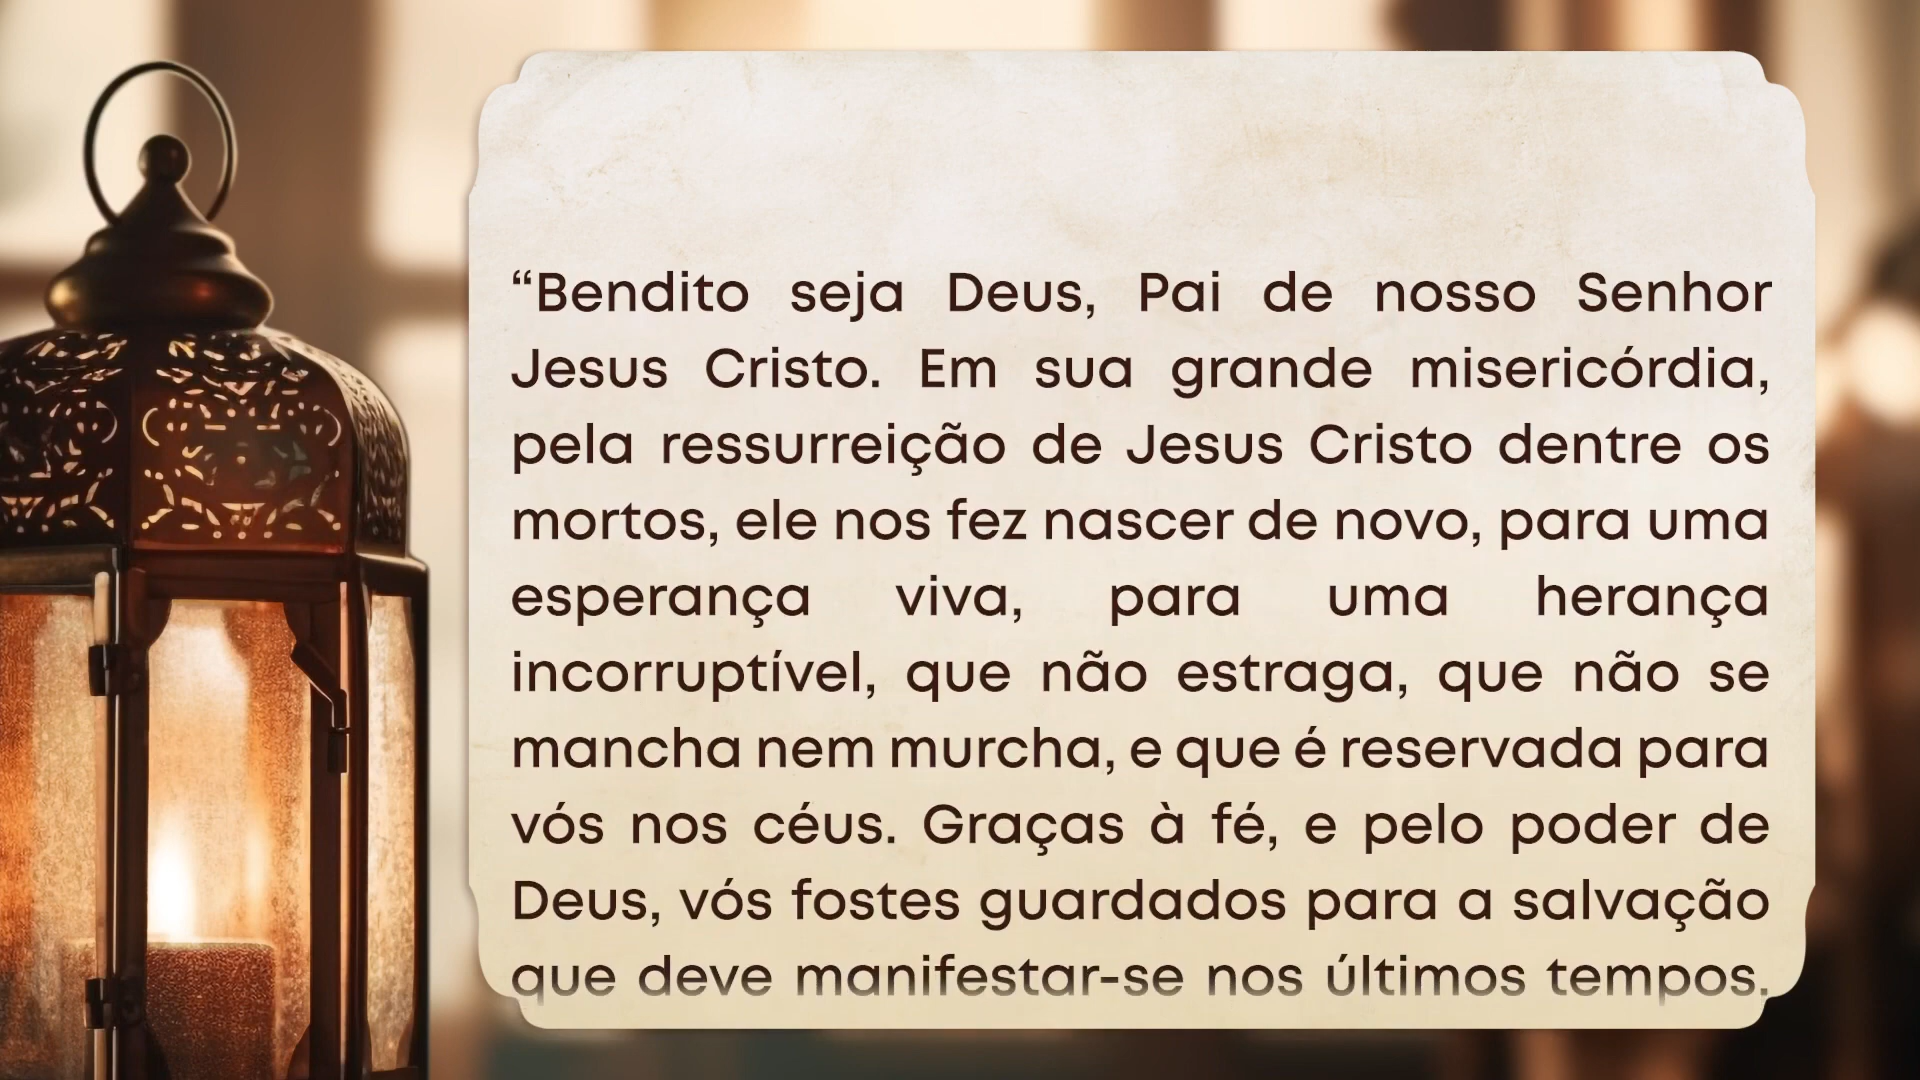 “Bendito seja Deus, Pai de nosso Senhor
Jesus Cristo. Em sua grande misericórdia,
pela ressurreição de Jesus Cristo dentre os
mortos, ele nos fez nascer de novo, para uma
esperança viva, para uma herança
incorruptível, que não estraga, que não se
mancha nem murcha, e que é reservada para
vós nos céus. Graças à fé, e pelo poder de
Deus, vós fostes guardados para a salvação
que deve manifestar-se nos últimos tempos.